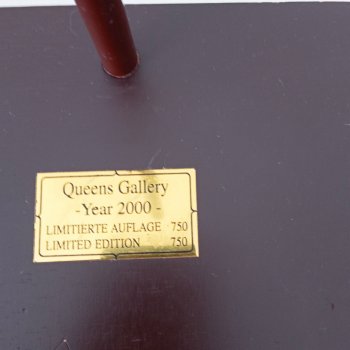 Queens Gallery
-Year 2000 -
LIMITIERTE AUFLAGE 750
LIMITED EDITION 750